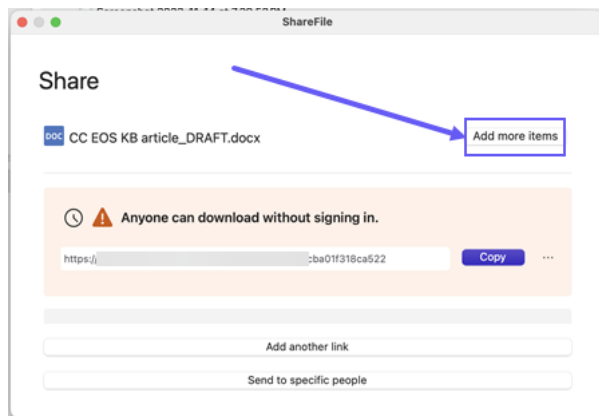 ShareFile
Share
DOC CC EOS KB article_DRAFT.docx
Add more items
Anyone can download without signing in.
https:// cba01f318ca522
Copy ...
Add another link
Send to specific people